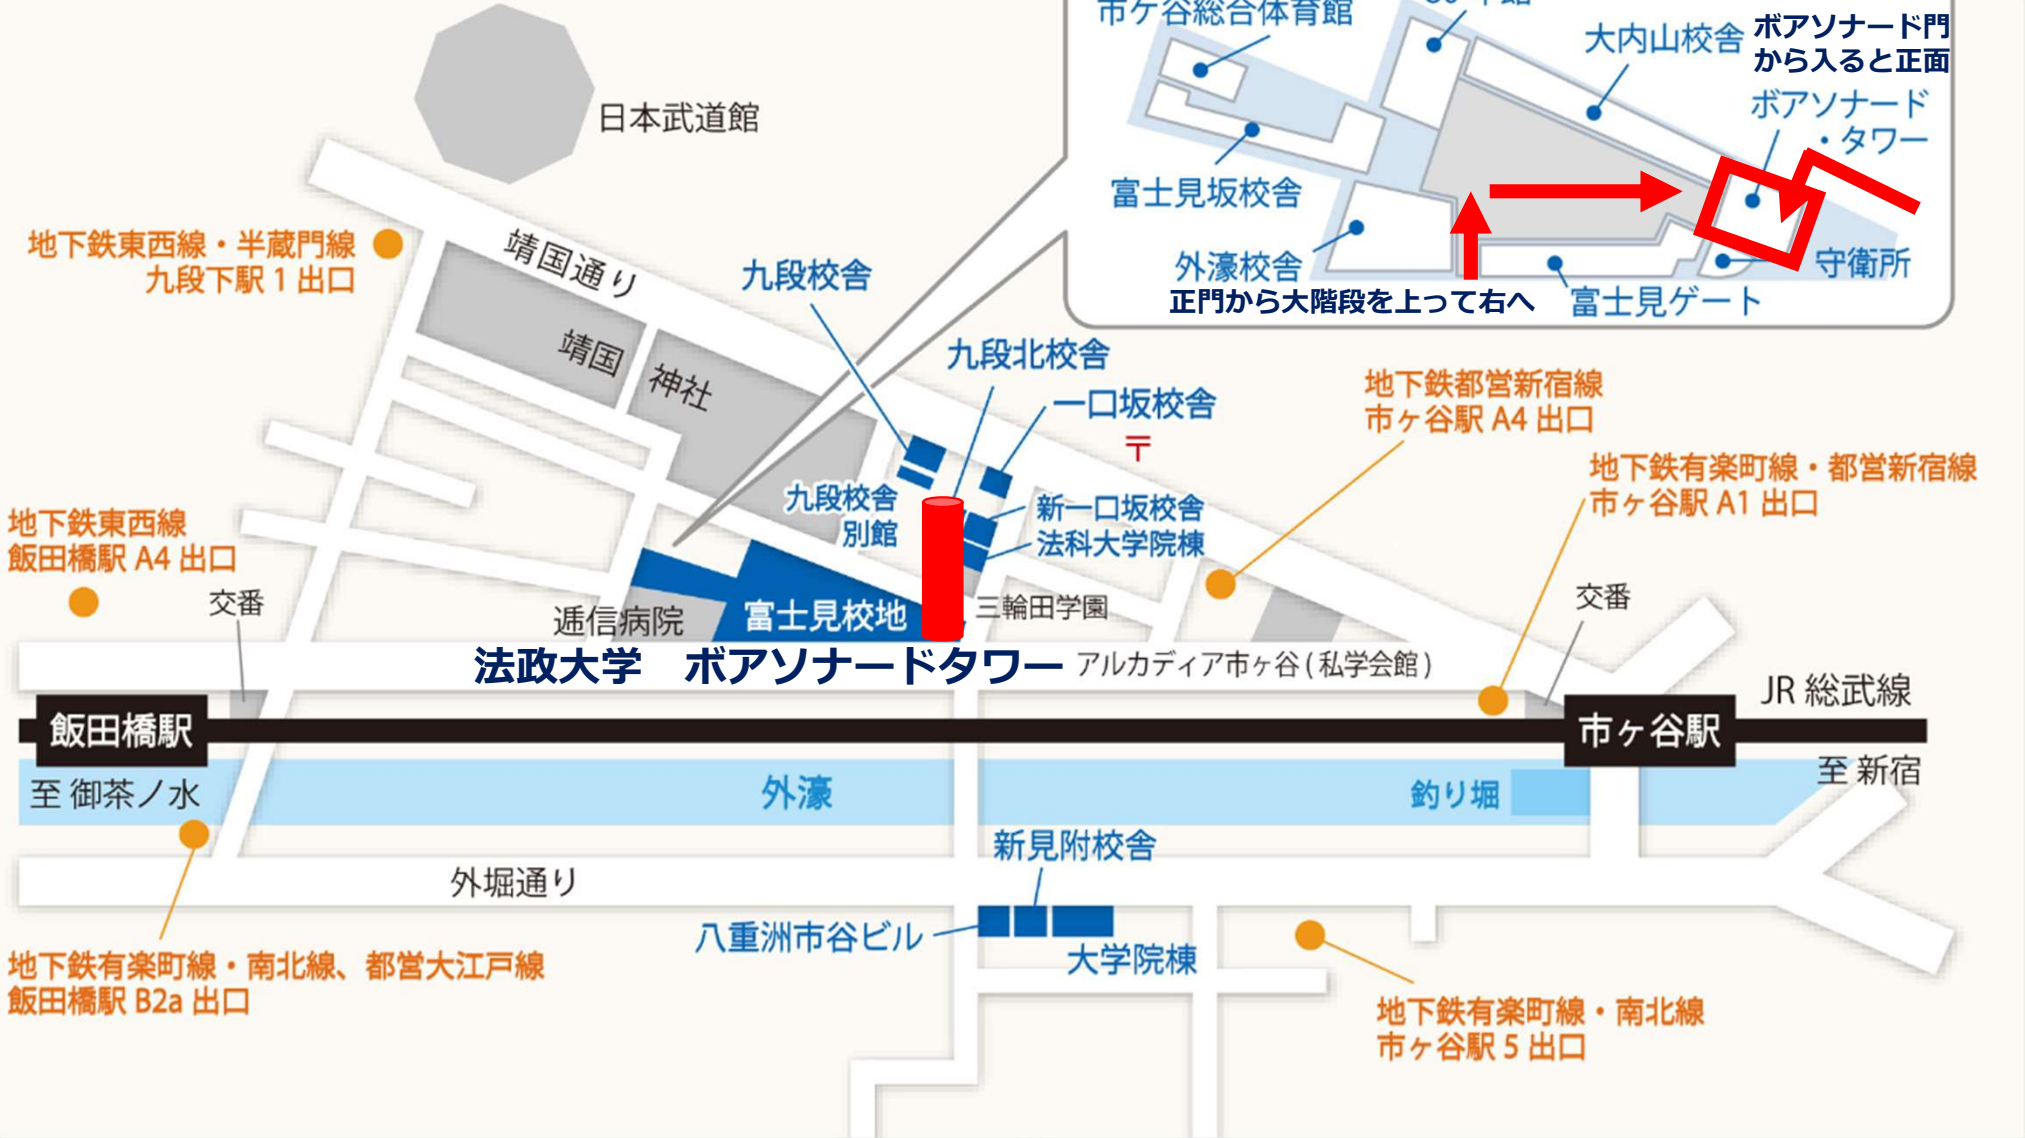 市ケ谷総合体育館
年館
大内山校舎
ボアソナード門
から入ると正面
ボアソナード
・タワー
富士見坂校舎
外濠校舎
守衛所
正門から大階段を上って右へ
富士見ゲート
日本武道館
地下鉄東西線・半蔵門線
九段下駅 1 出口
靖国通り
九段校舎
靖国
神社
九段北校舎
一口坂校舎
〒
地下鉄都営新宿線
市ヶ谷駅 A4 出口
地下鉄有楽町線・都営新宿線
市ヶ谷駅 A1 出口
九段校舎
別館
新一口坂校舎
法科大学院棟
地下鉄東西線
飯田橋駅 A4 出口
交番
逓信病院
富士見校地
三輪田学園
交番
法政大学　ボアソナードタワー
アルカディア市ヶ谷 ( 私学会館 )
JR 総武線
飯田橋駅
市ヶ谷駅
至 御茶ノ水
外濠
釣り堀
至 新宿
新見附校舎
外堀通り
八重洲市谷ビル
大学院棟
地下鉄有楽町線・南北線、都営大江戸線
飯田橋駅 B2a 出口
地下鉄有楽町線・南北線
市ヶ谷駅 5 出口